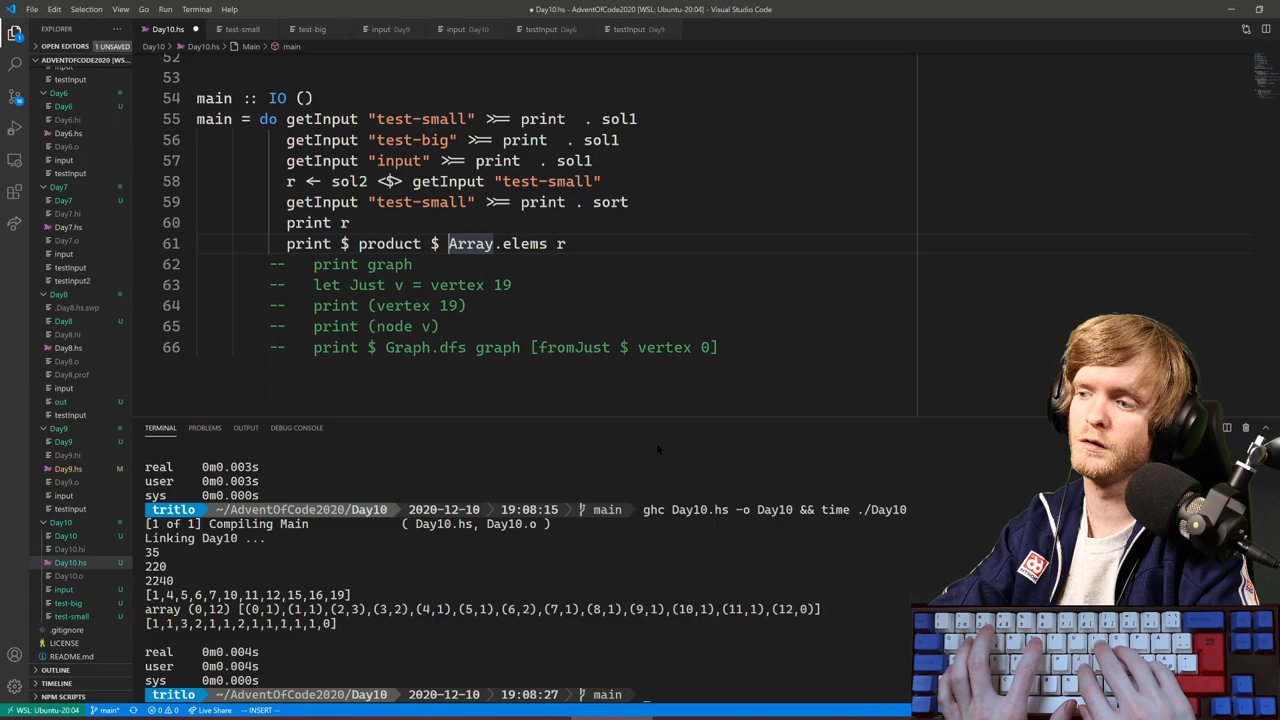 File Edit Selection View Go Run Terminal Help
● Day10.hs - AdventOfCode2020 [WSL: Ubuntu-20.04] - Visual Studio Code
EXPLORER ···
Day10.hs ● test-small test-big input Day9 input Day10 testInput Day6 testInput Day9
OPEN EDITORS 1 UNSAVED
Day10 > Day10.hs > Main > main
ADVENTOFCODE2020 [WS...
input
testInput
Day6
Day6 U
Day6.hi
Day6.hs
Day6.o
input
testInput
Day7
Day7 U
Day7.hi
Day7.hs
Day7.o
input
testInput
testInput2
Day8
.Day8.hs.swp
Day8 U
Day8.hi
Day8.hs
Day8.o
Day8.prof
input
out U
testInput
Day9
Day9 U
Day9.hi
Day9.hs M
Day9.o
input
testInput
Day10
Day10 U
Day10.hi
Day10.hs U
Day10.o
input U
test-big U
test-small U
.gitignore
LICENSE
README.md
OUTLINE
TIMELINE
NPM SCRIPTS
52
53
54 main :: IO ()
55 main = do getInput "test-small" >>= print . sol1
56 getInput "test-big" >>= print . sol1
57 getInput "input" >>= print . sol1
58 r <- sol2 <$> getInput "test-small"
59 getInput "test-small" >>= print . sort
60 print r
61 print $ product $ Array.elems r
62 -- print graph
63 -- let Just v = vertex 19
64 -- print (vertex 19)
65 -- print (node v)
66 -- print $ Graph.dfs graph [fromJust $ vertex 0]
TERMINAL PROBLEMS OUTPUT DEBUG CONSOLE
real 0m0.003s
user 0m0.003s
sys 0m0.000s
tritlo ~/AdventOfCode2020/Day10 2020-12-10 19:08:15 main ghc Day10.hs -o Day10 && time ./Day10
[1 of 1] Compiling Main ( Day10.hs, Day10.o )
Linking Day10 ...
35
220
2240
[1,4,5,6,7,10,11,12,15,16,19]
array (0,12) [(0,1),(1,1),(2,3),(3,2),(4,1),(5,1),(6,2),(7,1),(8,1),(9,1),(10,1),(11,1),(12,0)]
[1,1,3,2,1,1,2,1,1,1,1,1,0]
real 0m0.004s
user 0m0.004s
sys 0m0.000s
tritlo ~/AdventOfCode2020/Day10 2020-12-10 19:08:27 main
WSL: Ubuntu-20.04 main* 0 0 Live Share -- INSERT --